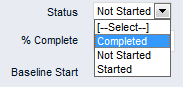 Status Not Started
[--Select--]
% Complete Completed
Not Started
Baseline Start Started